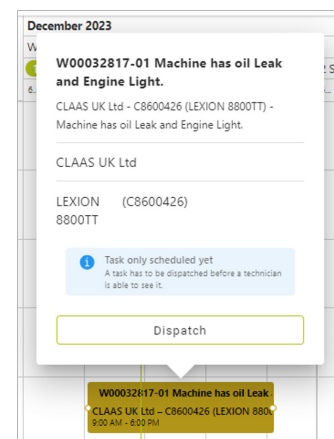 December 2023
W
W00032817-01 Machine has oil Leak
and Engine Light.
CLAAS UK Ltd - C8600426 (LEXION 8800TT) -
Machine has oil Leak and Engine Light.
CLAAS UK Ltd
LEXION (C8600426)
8800TT
Task only scheduled yet
A task has to be dispatched before a technician
is able to see it.
Dispatch
W00032817-01 Machine has oil Leak
CLAAS UK Ltd – C8600426 (LEXION 880
9:00 AM - 6:00 PM